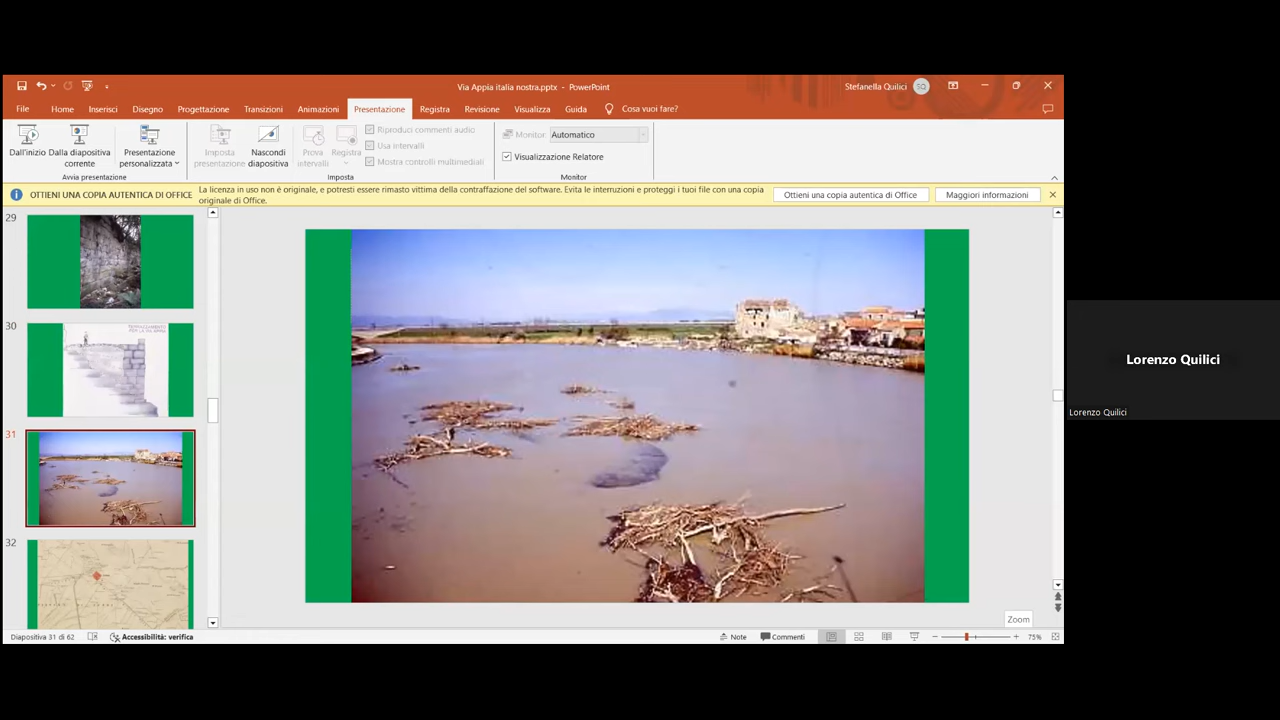 Via Appia italia nostra.pptx - PowerPoint
Stefanella Quilici
SQ
File Home Inserisci Disegno Progettazione Transizioni Animazioni Presentazione Registra Revisione Visualizza Guida Cosa vuoi fare?
Dall'inizio
Dalla diapositiva corrente
Presentazione personalizzata
Avvia presentazione
Imposta presentazione
Nascondi diapositiva
Prova intervalli
Registra
Riproduci commenti audio
Usa intervalli
Mostra controlli multimediali
Imposta
Monitor: Automatico
Visualizzazione Relatore
Monitor
OTTIENI UNA COPIA AUTENTICA DI OFFICE
La licenza in uso non é originale, e potresti essere rimasto vittima della contraffazione del software. Evita le interruzioni e proteggi i tuoi file con una copia
originale di Office.
Ottieni una copia autentica di Office
Maggiori informazioni
29
30
TERRAZZAMENTO
31
32
Lorenzo Quilici
Lorenzo Quilici
Zoom
Diapositiva 31 di 62
Accessibilità: verifica
Note
Commenti
75%